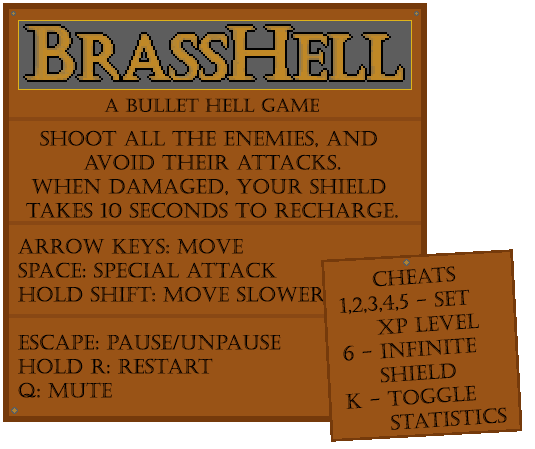 BRASSHELL
A BULLET HELL GAME
SHOOT ALL THE ENEMIES, AND
AVOID THEIR ATTACKS.
WHEN DAMAGED, YOUR SHIELD
TAKES 10 SECONDS TO RECHARGE.
ARROW KEYS: MOVE
SPACE: SPECIAL ATTACK
HOLD SHIFT: MOVE SLOWER
ESCAPE: PAUSE/UNPAUSE
HOLD R: RESTART
Q: MUTE
CHEATS
1,2,3,4,5 – SET
XP LEVEL
6 – INFINITE
SHIELD
K – TOGGLE
STATISTICS